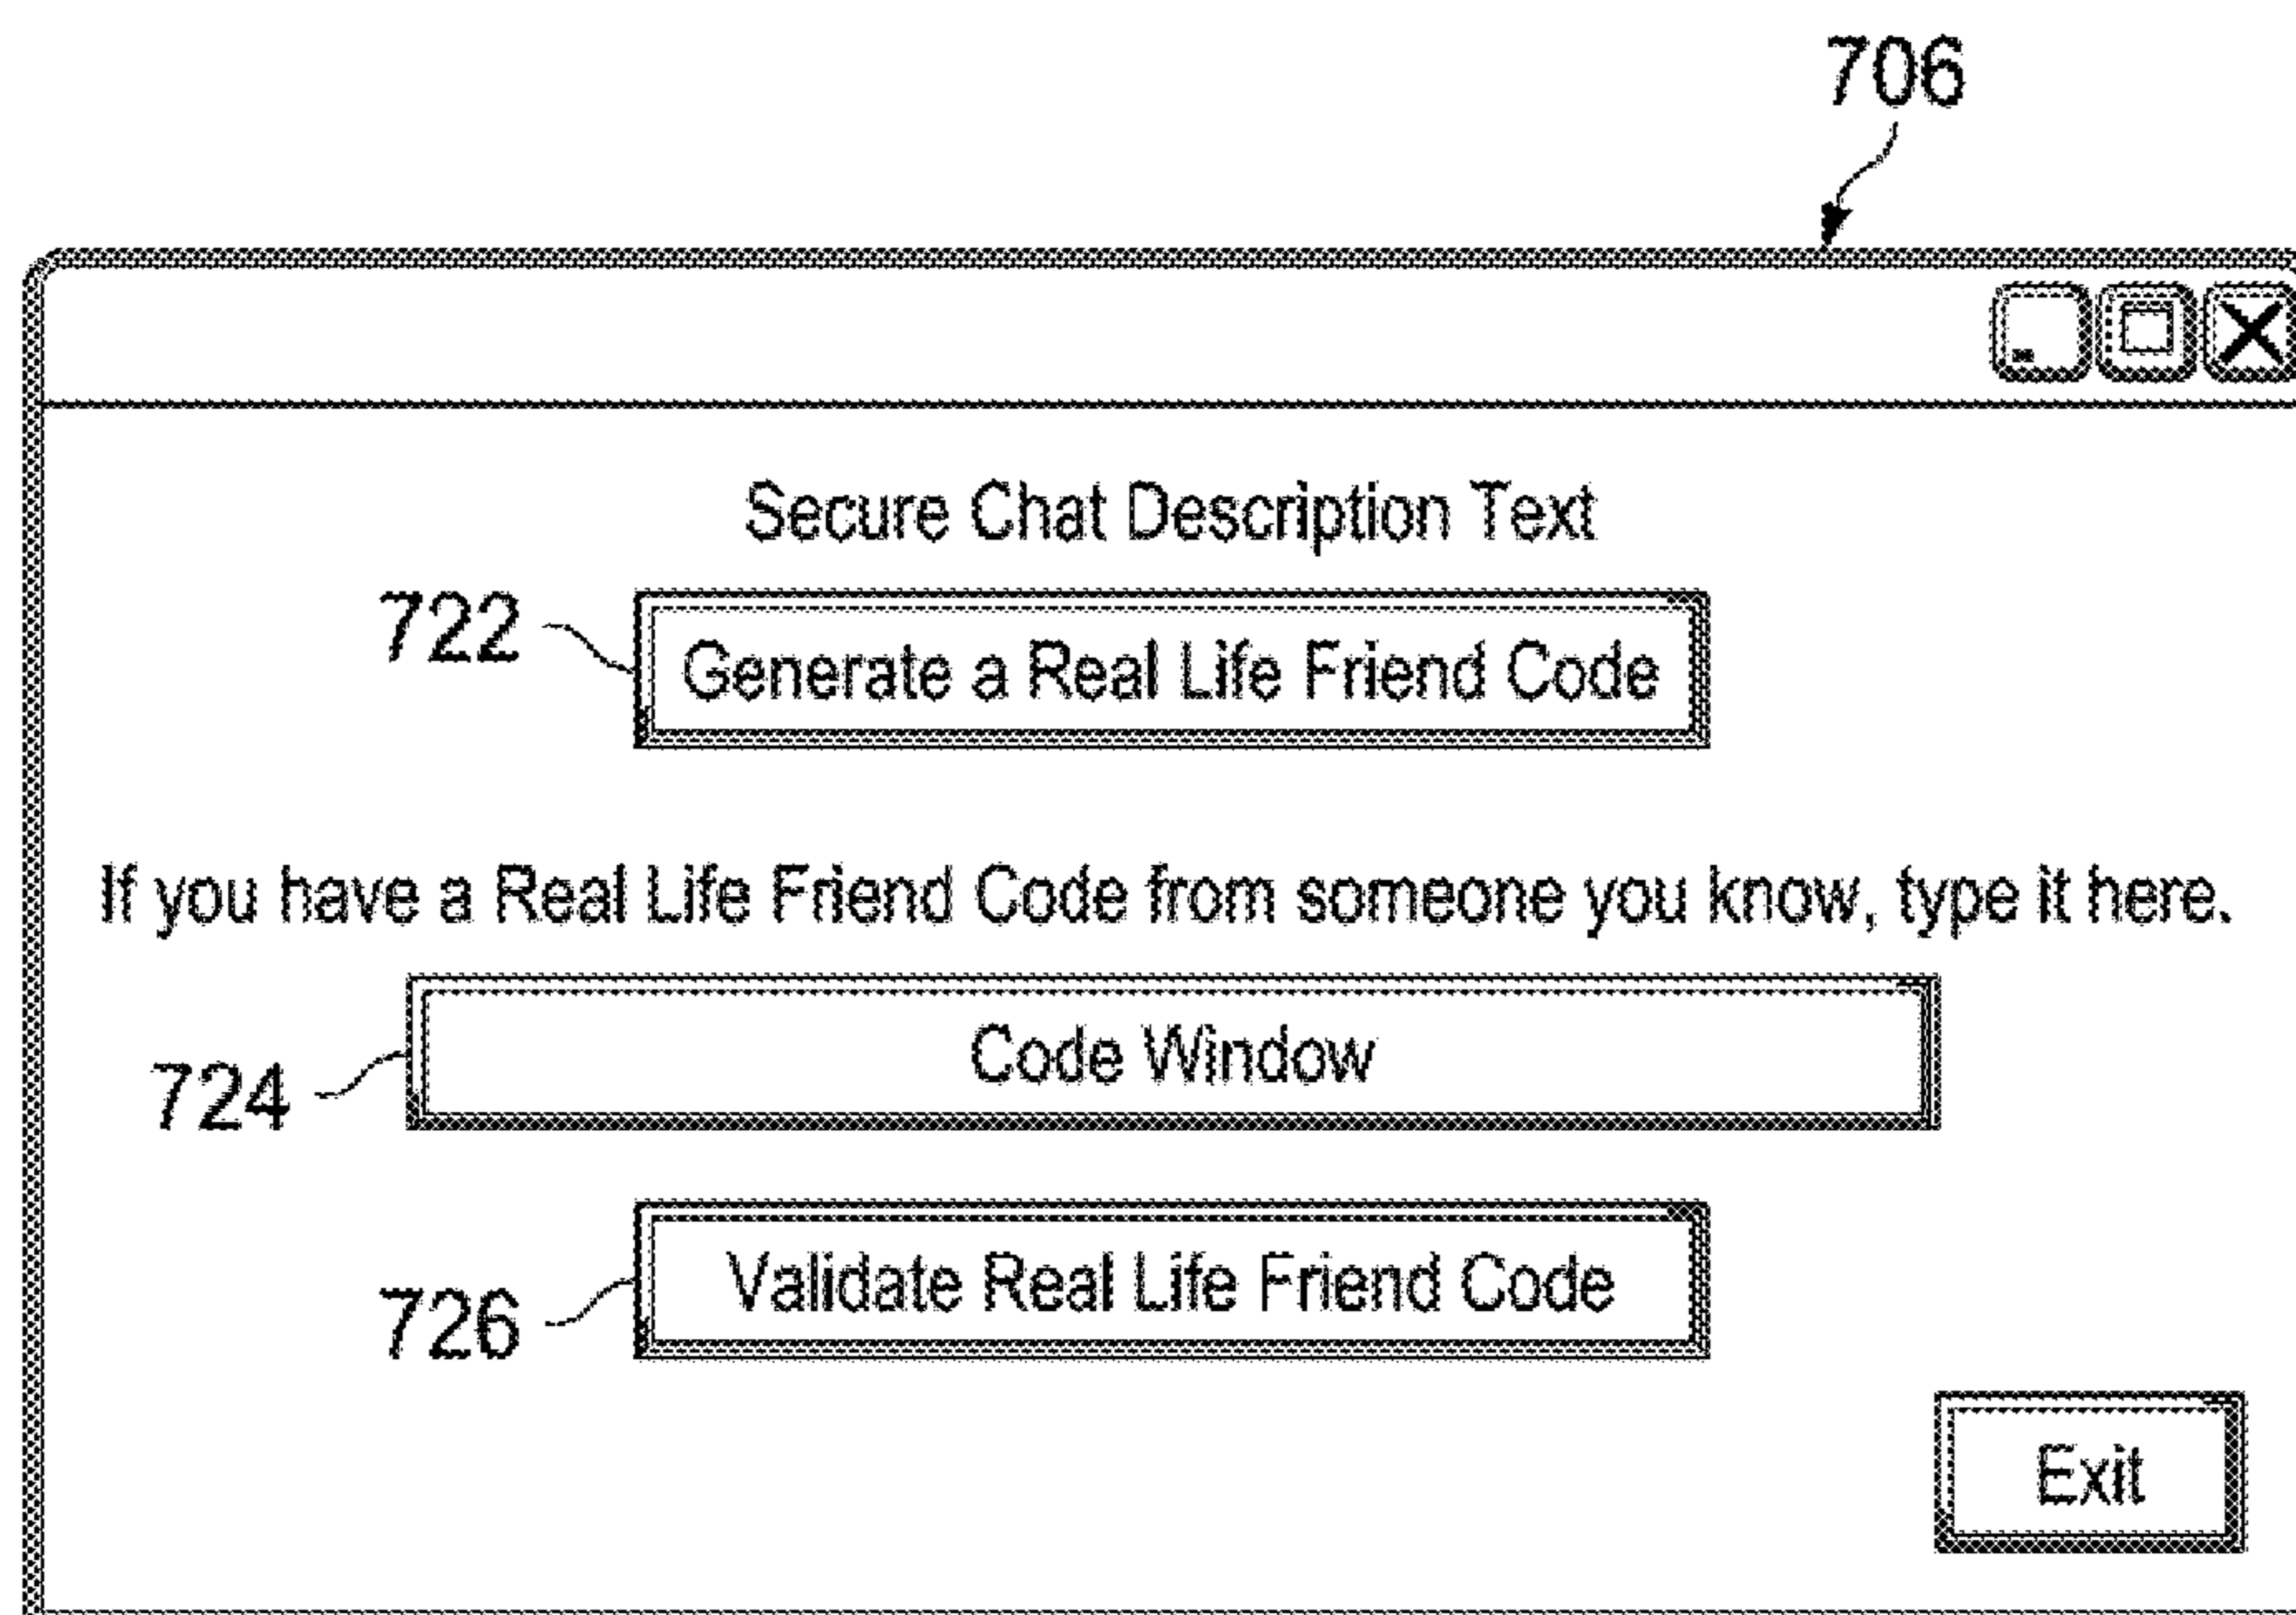 706
Secure Chat Description Text
722
Generate a Real Life Friend Code
If you have a Real Life Friend Code from someone you know, type it here.
724
Code Window
726
Validate Real Life Friend Code
Exit